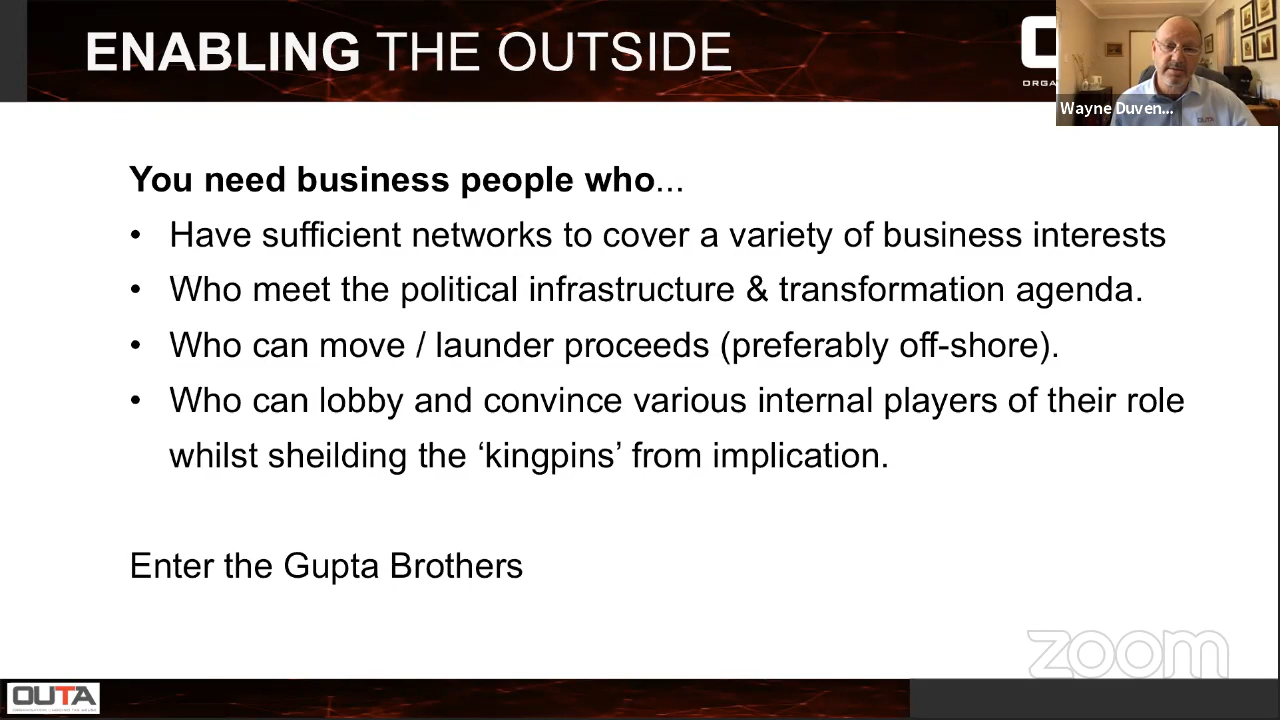 ENABLING THE OUTSIDE
ORGA
Wayne Duven...
You need business people who...
• Have sufficient networks to cover a variety of business interests
• Who meet the political infrastructure & transformation agenda.
• Who can move / launder proceeds (preferably off-shore).
• Who can lobby and convince various internal players of their role
whilst sheilding the ‘kingpins’ from implication.
Enter the Gupta Brothers
zoom
OUTA